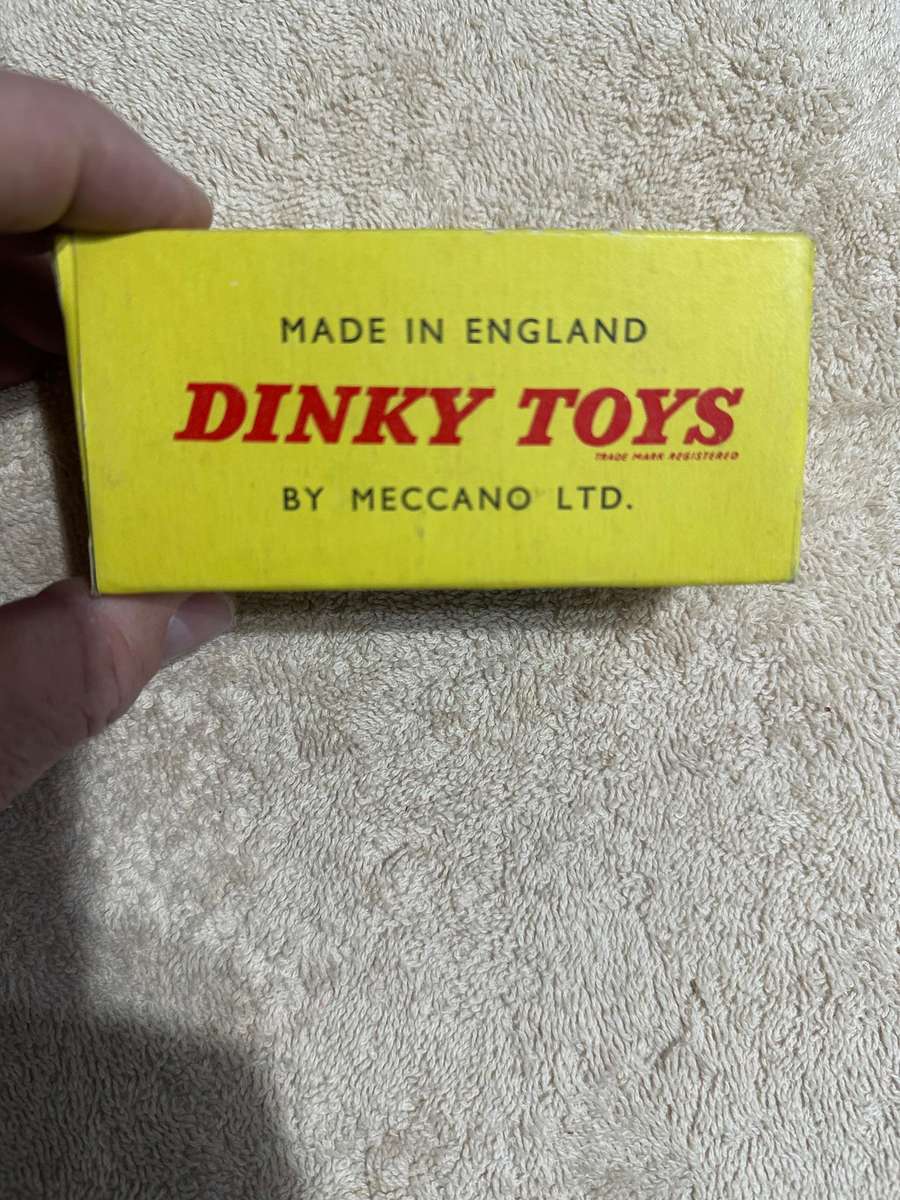 MADE IN ENGLAND
DINKY TOYS
TRADE MARK REGISTERED
BY MECCANO LTD.